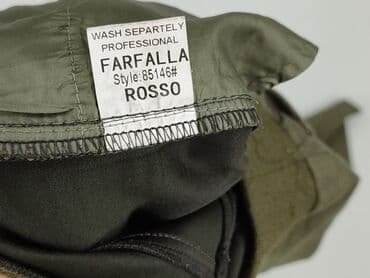 WASH SEPARTELY
PROFESSIONAL
FARFALLA
Style:85146#
ROSSO